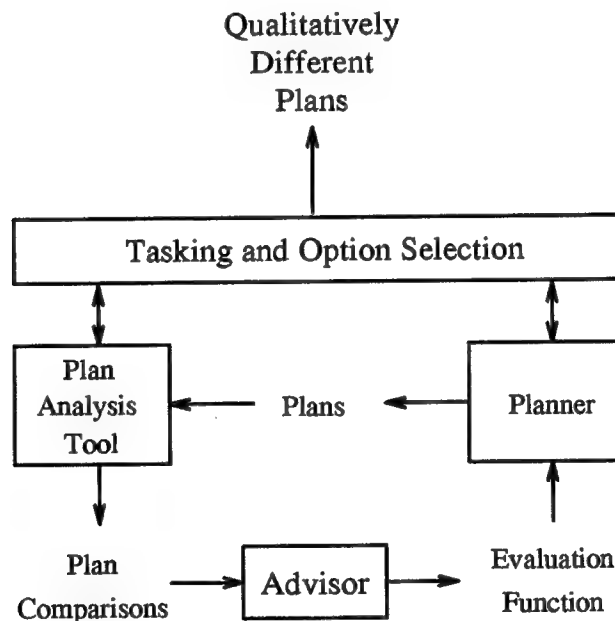 Qualitatively
Different
Plans
Tasking and Option Selection
Plan
Analysis
Tool
Plans
Planner
Plan
Comparisons
Advisor
Evaluation
Function